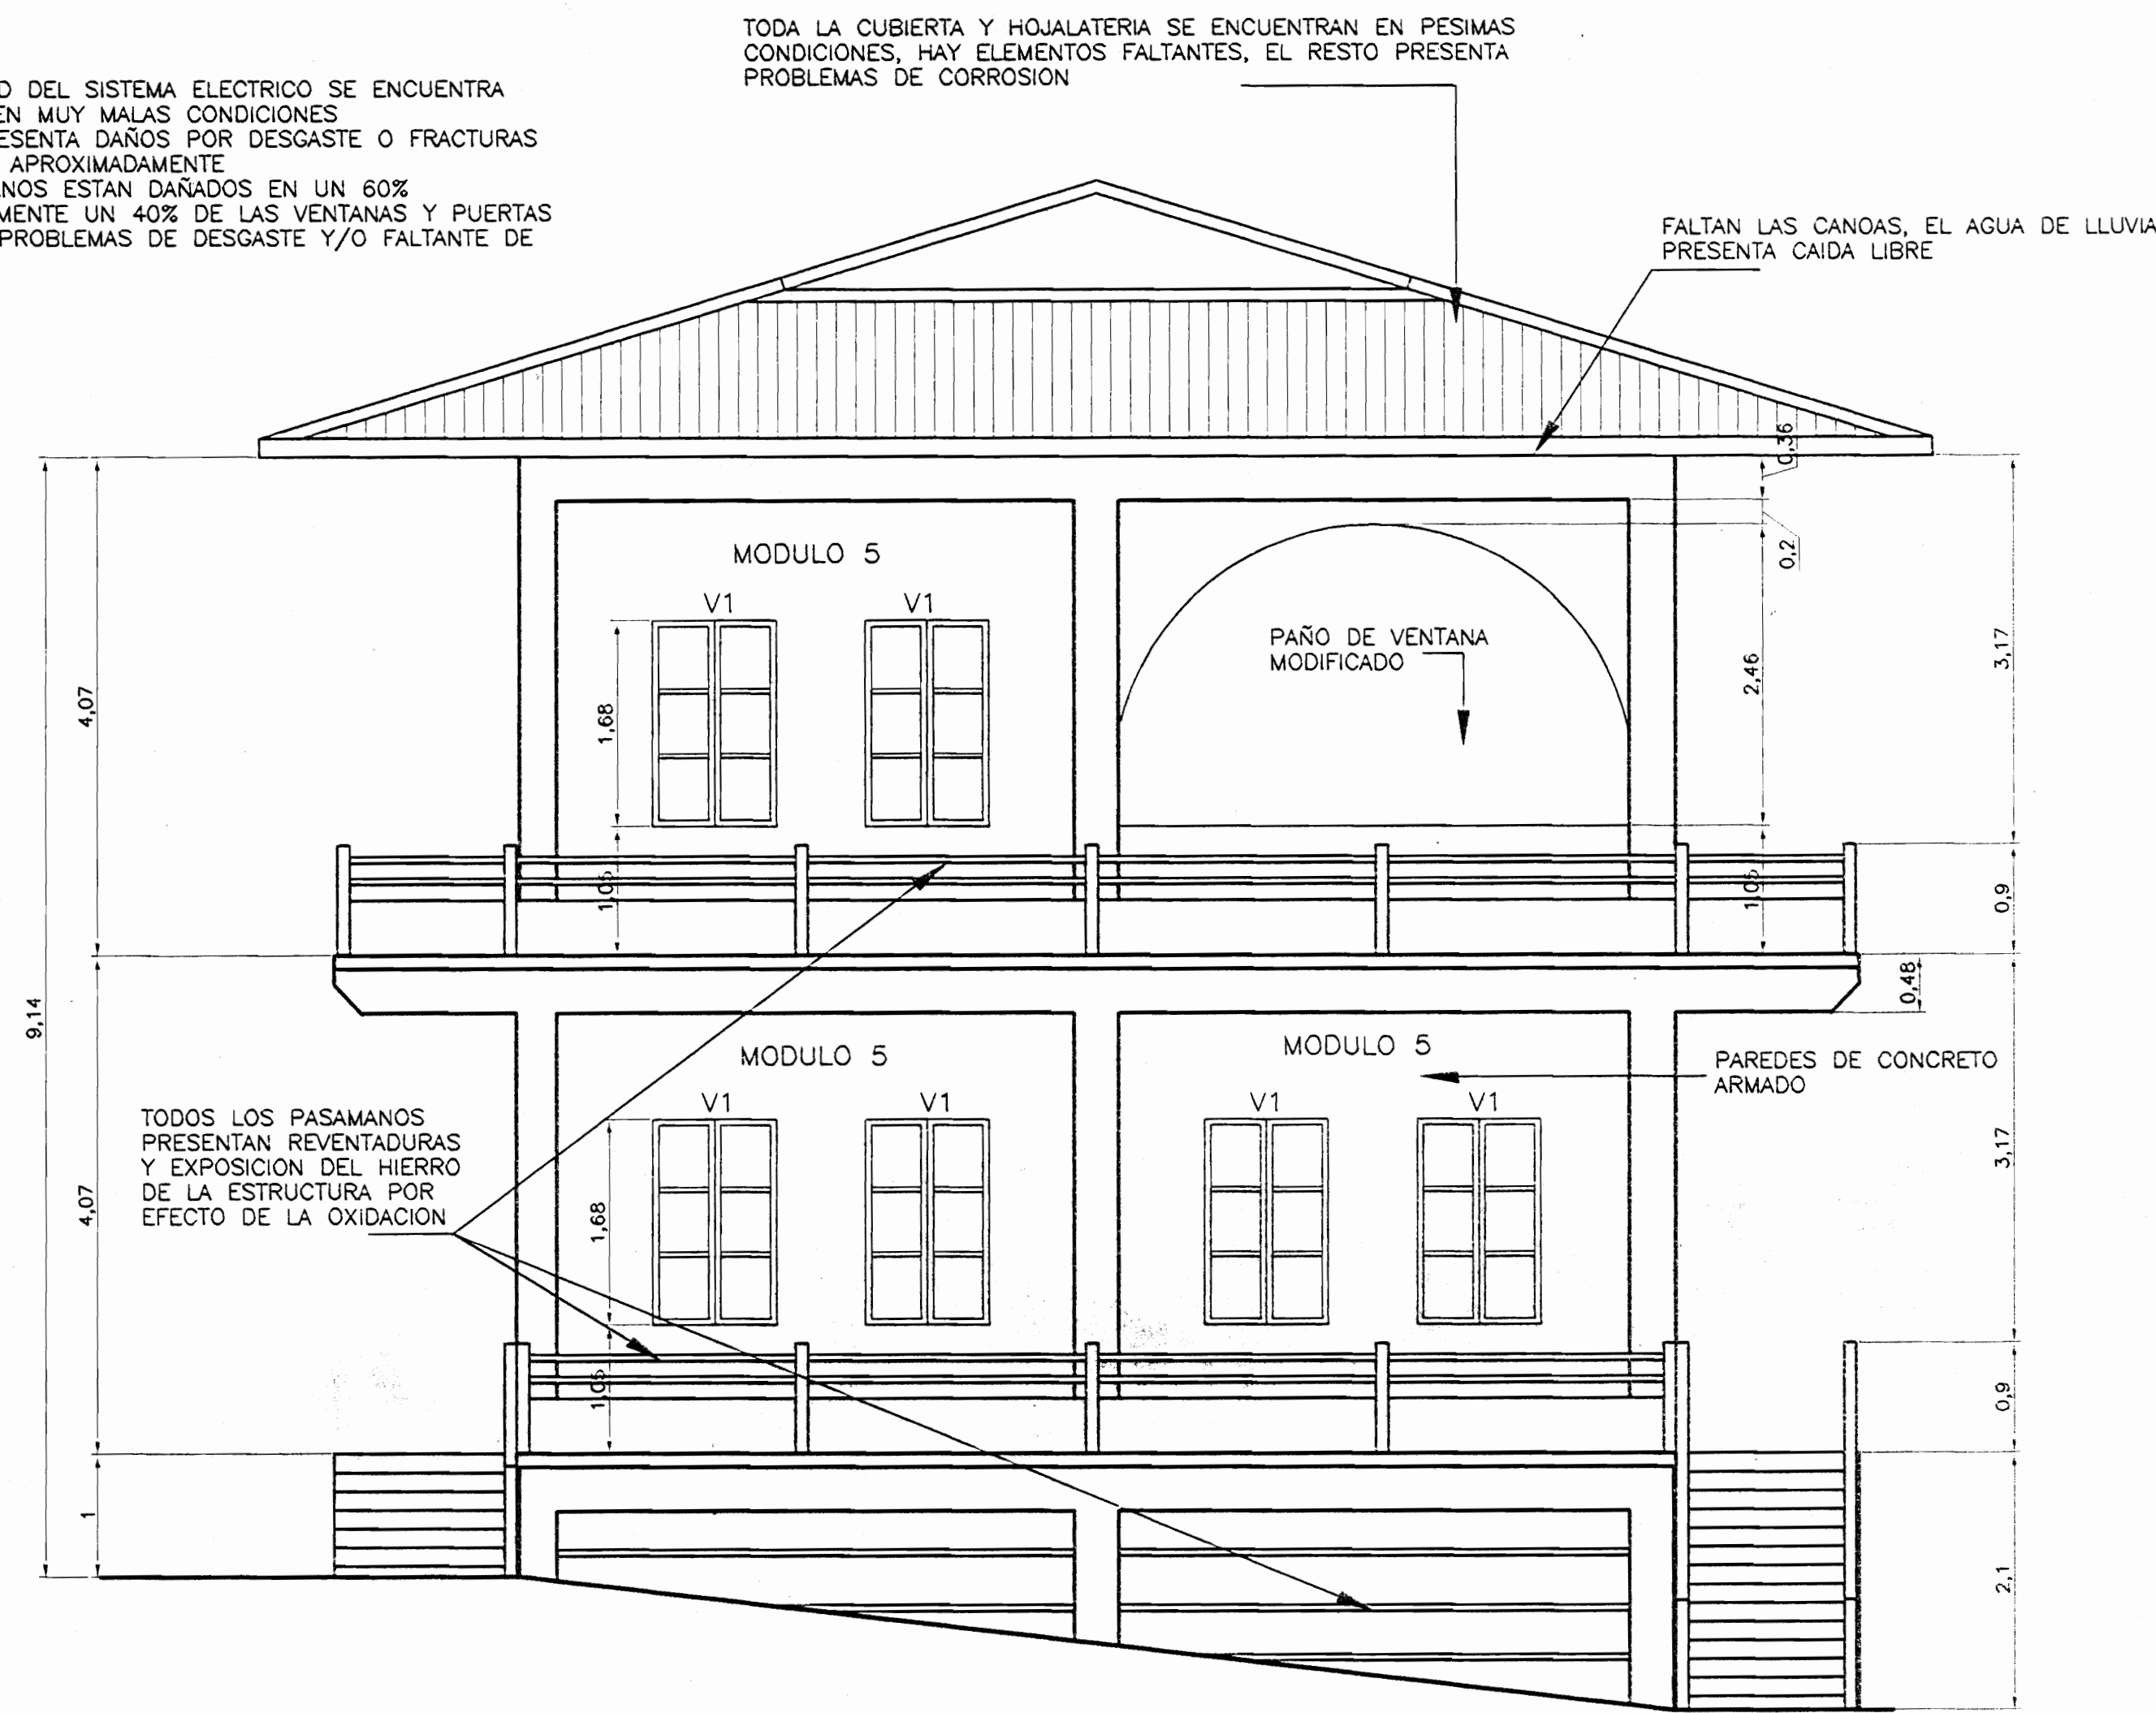 TODA LA CUBIERTA Y HOJALATERIA SE ENCUENTRAN EN PESIMAS
CONDICIONES, HAY ELEMENTOS FALTANTES, EL RESTO PRESENTA
PROBLEMAS DE CORROSION
DEL SISTEMA ELECTRICO SE ENCUENTRA
EN MUY MALAS CONDICIONES
DAÑOS POR DESGASTE O FRACTURAS
APROXIMADAMENTE
ESTAN DAÑADOS EN UN 60%
UN 40% DE LAS VENTANAS Y PUERTAS
PROBLEMAS DE DESGASTE Y/O FALTANTE DE
FALTAN LAS CANOAS, EL AGUA DE LLUVIA
PRESENTA CAIDA LIBRE
0,36
MODULO 5
0,2
V1 V1
PAÑO DE VENTANA
MODIFICADO
3,17
2,46
4,07
1,68
1,05
1,05
0,9
0,48
9,14
MODULO 5
MODULO 5
PAREDES DE CONCRETO
ARMADO
V1 V1 V1 V1
TODOS LOS PASAMANOS
PRESENTAN REVENTADURAS
Y EXPOSICION DEL HIERRO
DE LA ESTRUCTURA POR
EFECTO DE LA OXiDACION
3,17
4,07
1,68
1,05
0,9
1
2,1